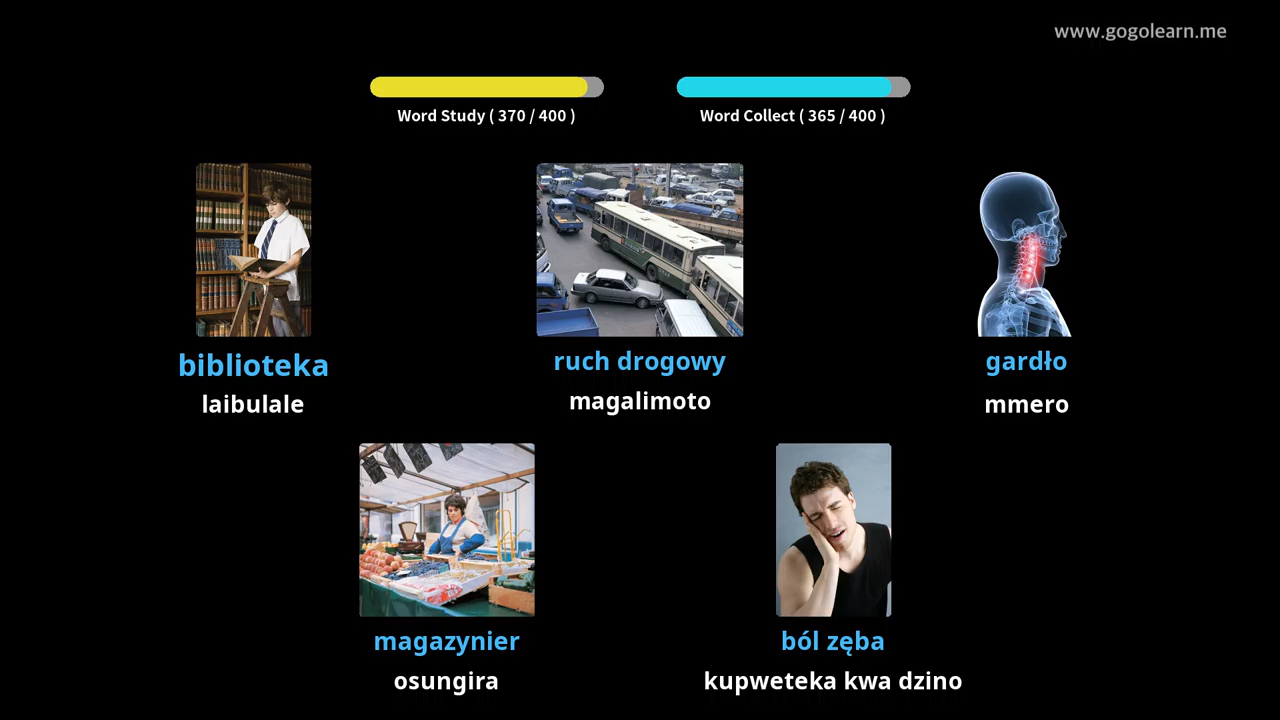 www.gogolearn.me
Word Study ( 370 / 400 )
Word Collect ( 365 / 400 )
biblioteka
laibulale
ruch drogowy
magalimoto
gardło
mmero
magazynier
osungira
ból zęba
kupweteka kwa dzino